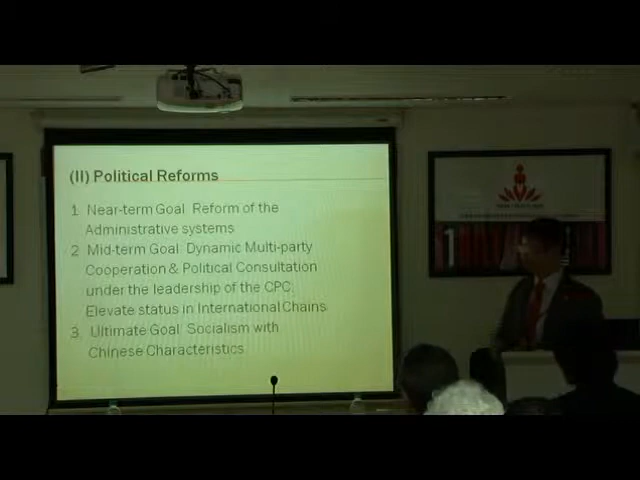 (II) Political Reforms
1 Near-term Goal Reform of the
Administrative systems
2 Mid-term Goal Dynamic Multi-party
Cooperation & Political Consultation
under the leadership of the CPC,
Elevate status in International Chains
3 Ultimate Goal Socialism with
Chinese Characteristics